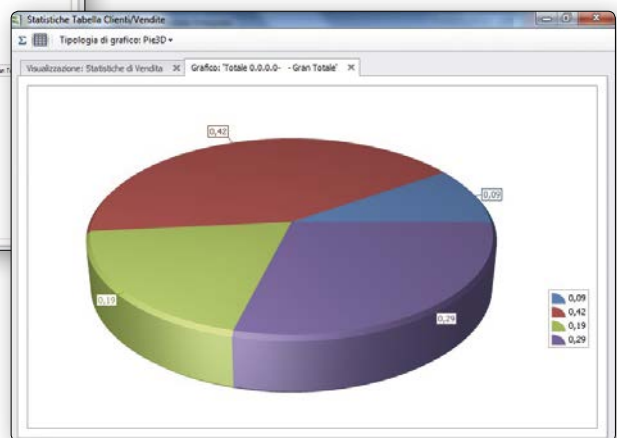 Statistiche Tabella Clienti/Vendite
Σ Tipologia di grafico: Pie3D
Visualizzazione: Statistiche di Vendita
Grafico: 'Totale 0.0.0.0- - Gran Totale'
0,42
0,09
0,19
0,29
0,09
0,42
0,19
0,29